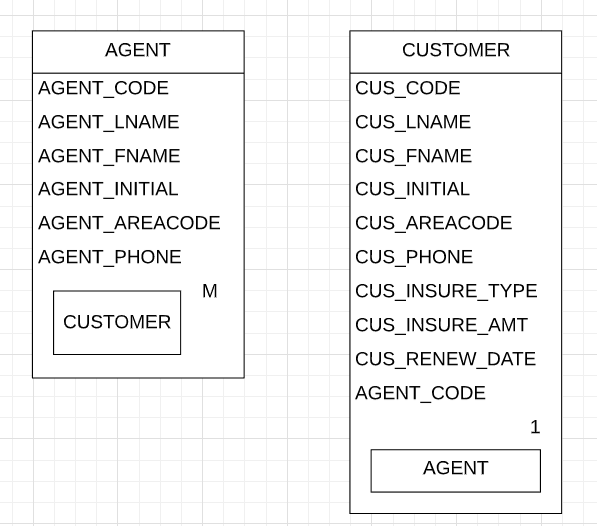 AGENT
AGENT_CODE
AGENT_LNAME
AGENT_FNAME
AGENT_INITIAL
AGENT_AREACODE
AGENT_PHONE
M
CUSTOMER
CUSTOMER
CUS_CODE
CUS_LNAME
CUS_FNAME
CUS_INITIAL
CUS_AREACODE
CUS_PHONE
CUS_INSURE_TYPE
CUS_INSURE_AMT
CUS_RENEW_DATE
AGENT_CODE
1
AGENT